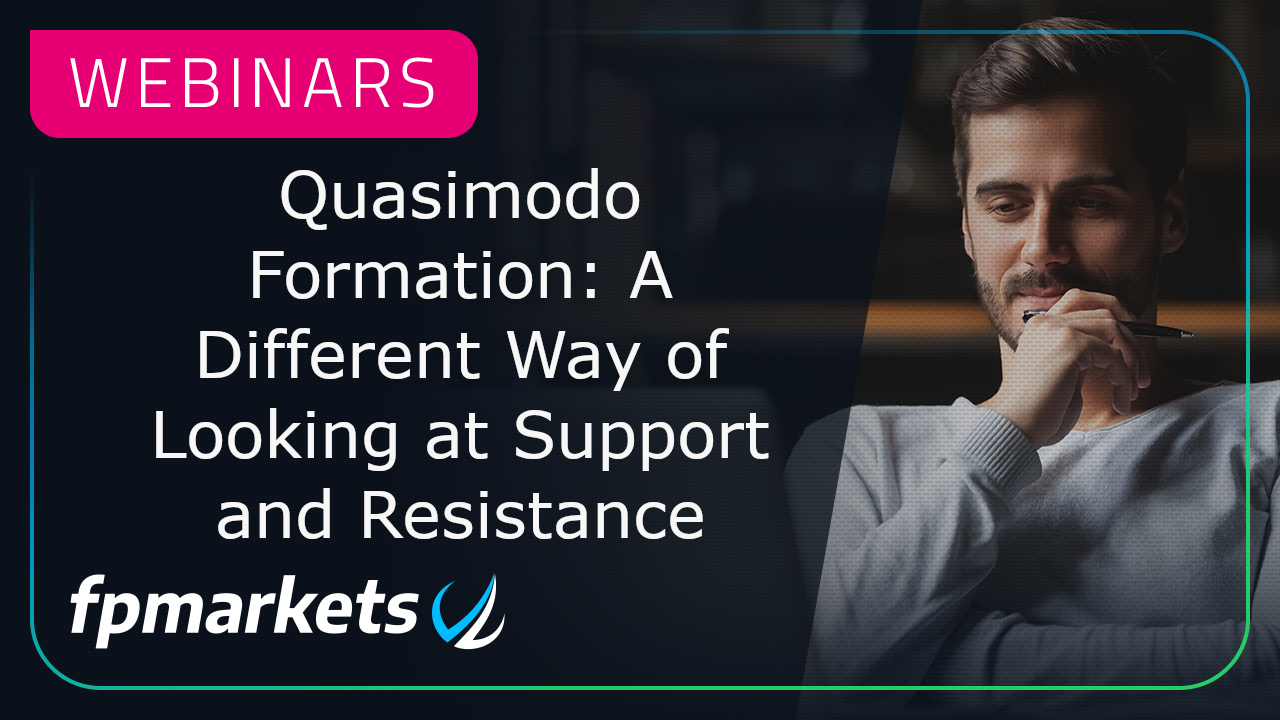 WEBINARS
Quasimodo
Formation: A
Different Way of
Looking at Support
and Resistance
fpmarkets